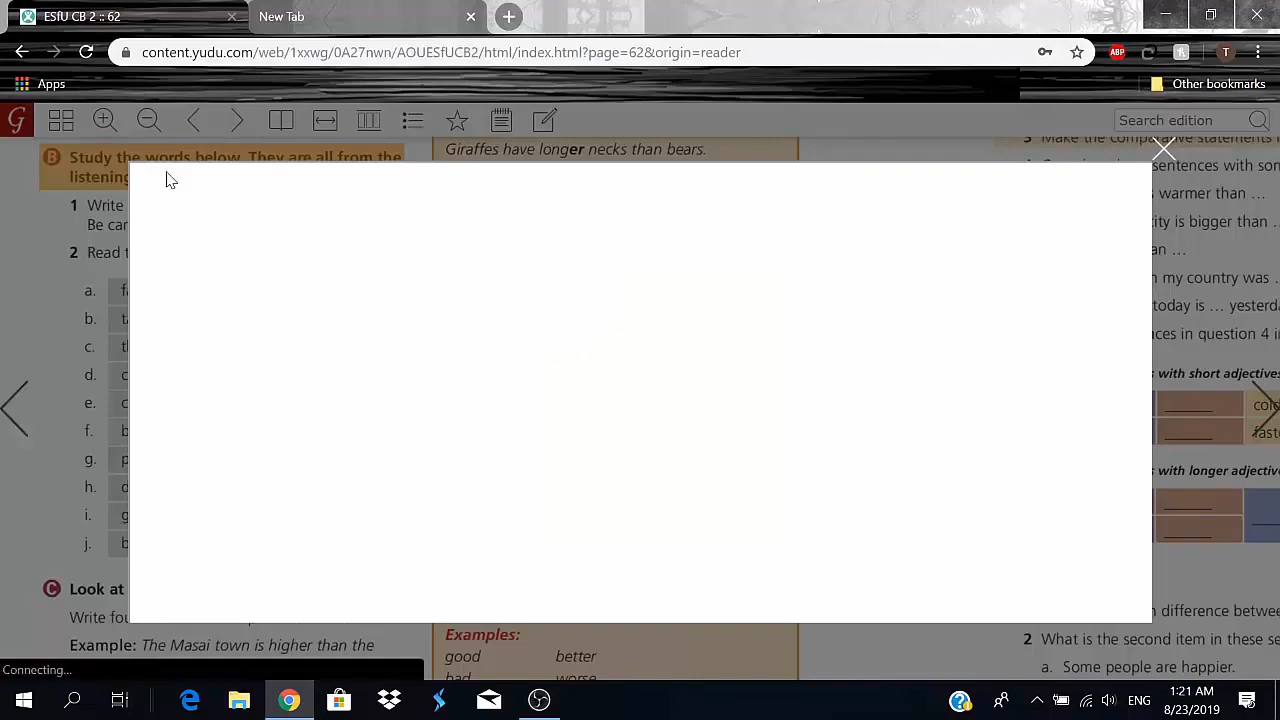 ESfU CB 2 :: 62
New Tab
content.yudu.com/web/1xxwg/0A27nwn/AOUESfUCB2/html/index.html?page=62&origin=reader
ABP
T
Apps
Other bookmarks
G
Search edition
B Study the words below. They are all from the
listening
1 Write
Be car
2 Read t
a. f
b. t
c. t
d. c
e. c
f. b
g. p
h. d
i. g
j. b
C Look at
Write fou
Example: The Masai town is higher than the
Connecting...
Giraffes have longer necks than bears.
Examples:
good better
bad worse
3 Make the comparative statements
sentences with som
s warmer than ...
ity is bigger than ...
an ...
n my country was ...
today is ... yesterda
ces in question 4 in
s with short adjectives
cold
faste
s with longer adjective
n difference betwee
2 What is the second item in these se
a. Some people are happier.
ENG
1:21 AM
8/23/2019